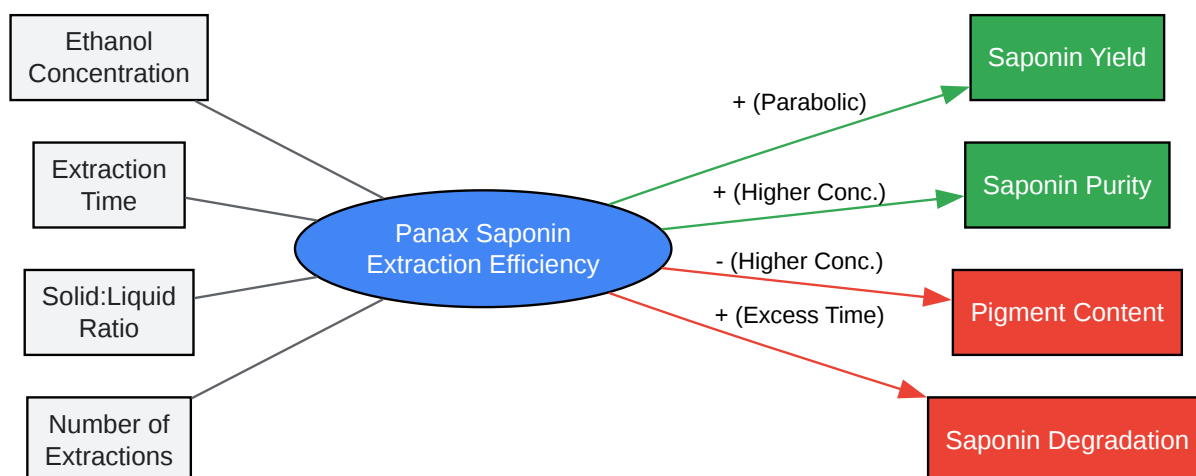 Ethanol
Concentration
Extraction
Time
Solid:Liquid
Ratio
Number of
Extractions
Panax Saponin
Extraction Efficiency
+ (Parabolic)
+ (Higher Conc.)
- (Higher Conc.)
+ (Excess Time)
Saponin Yield
Saponin Purity
Pigment Content
Saponin Degradation